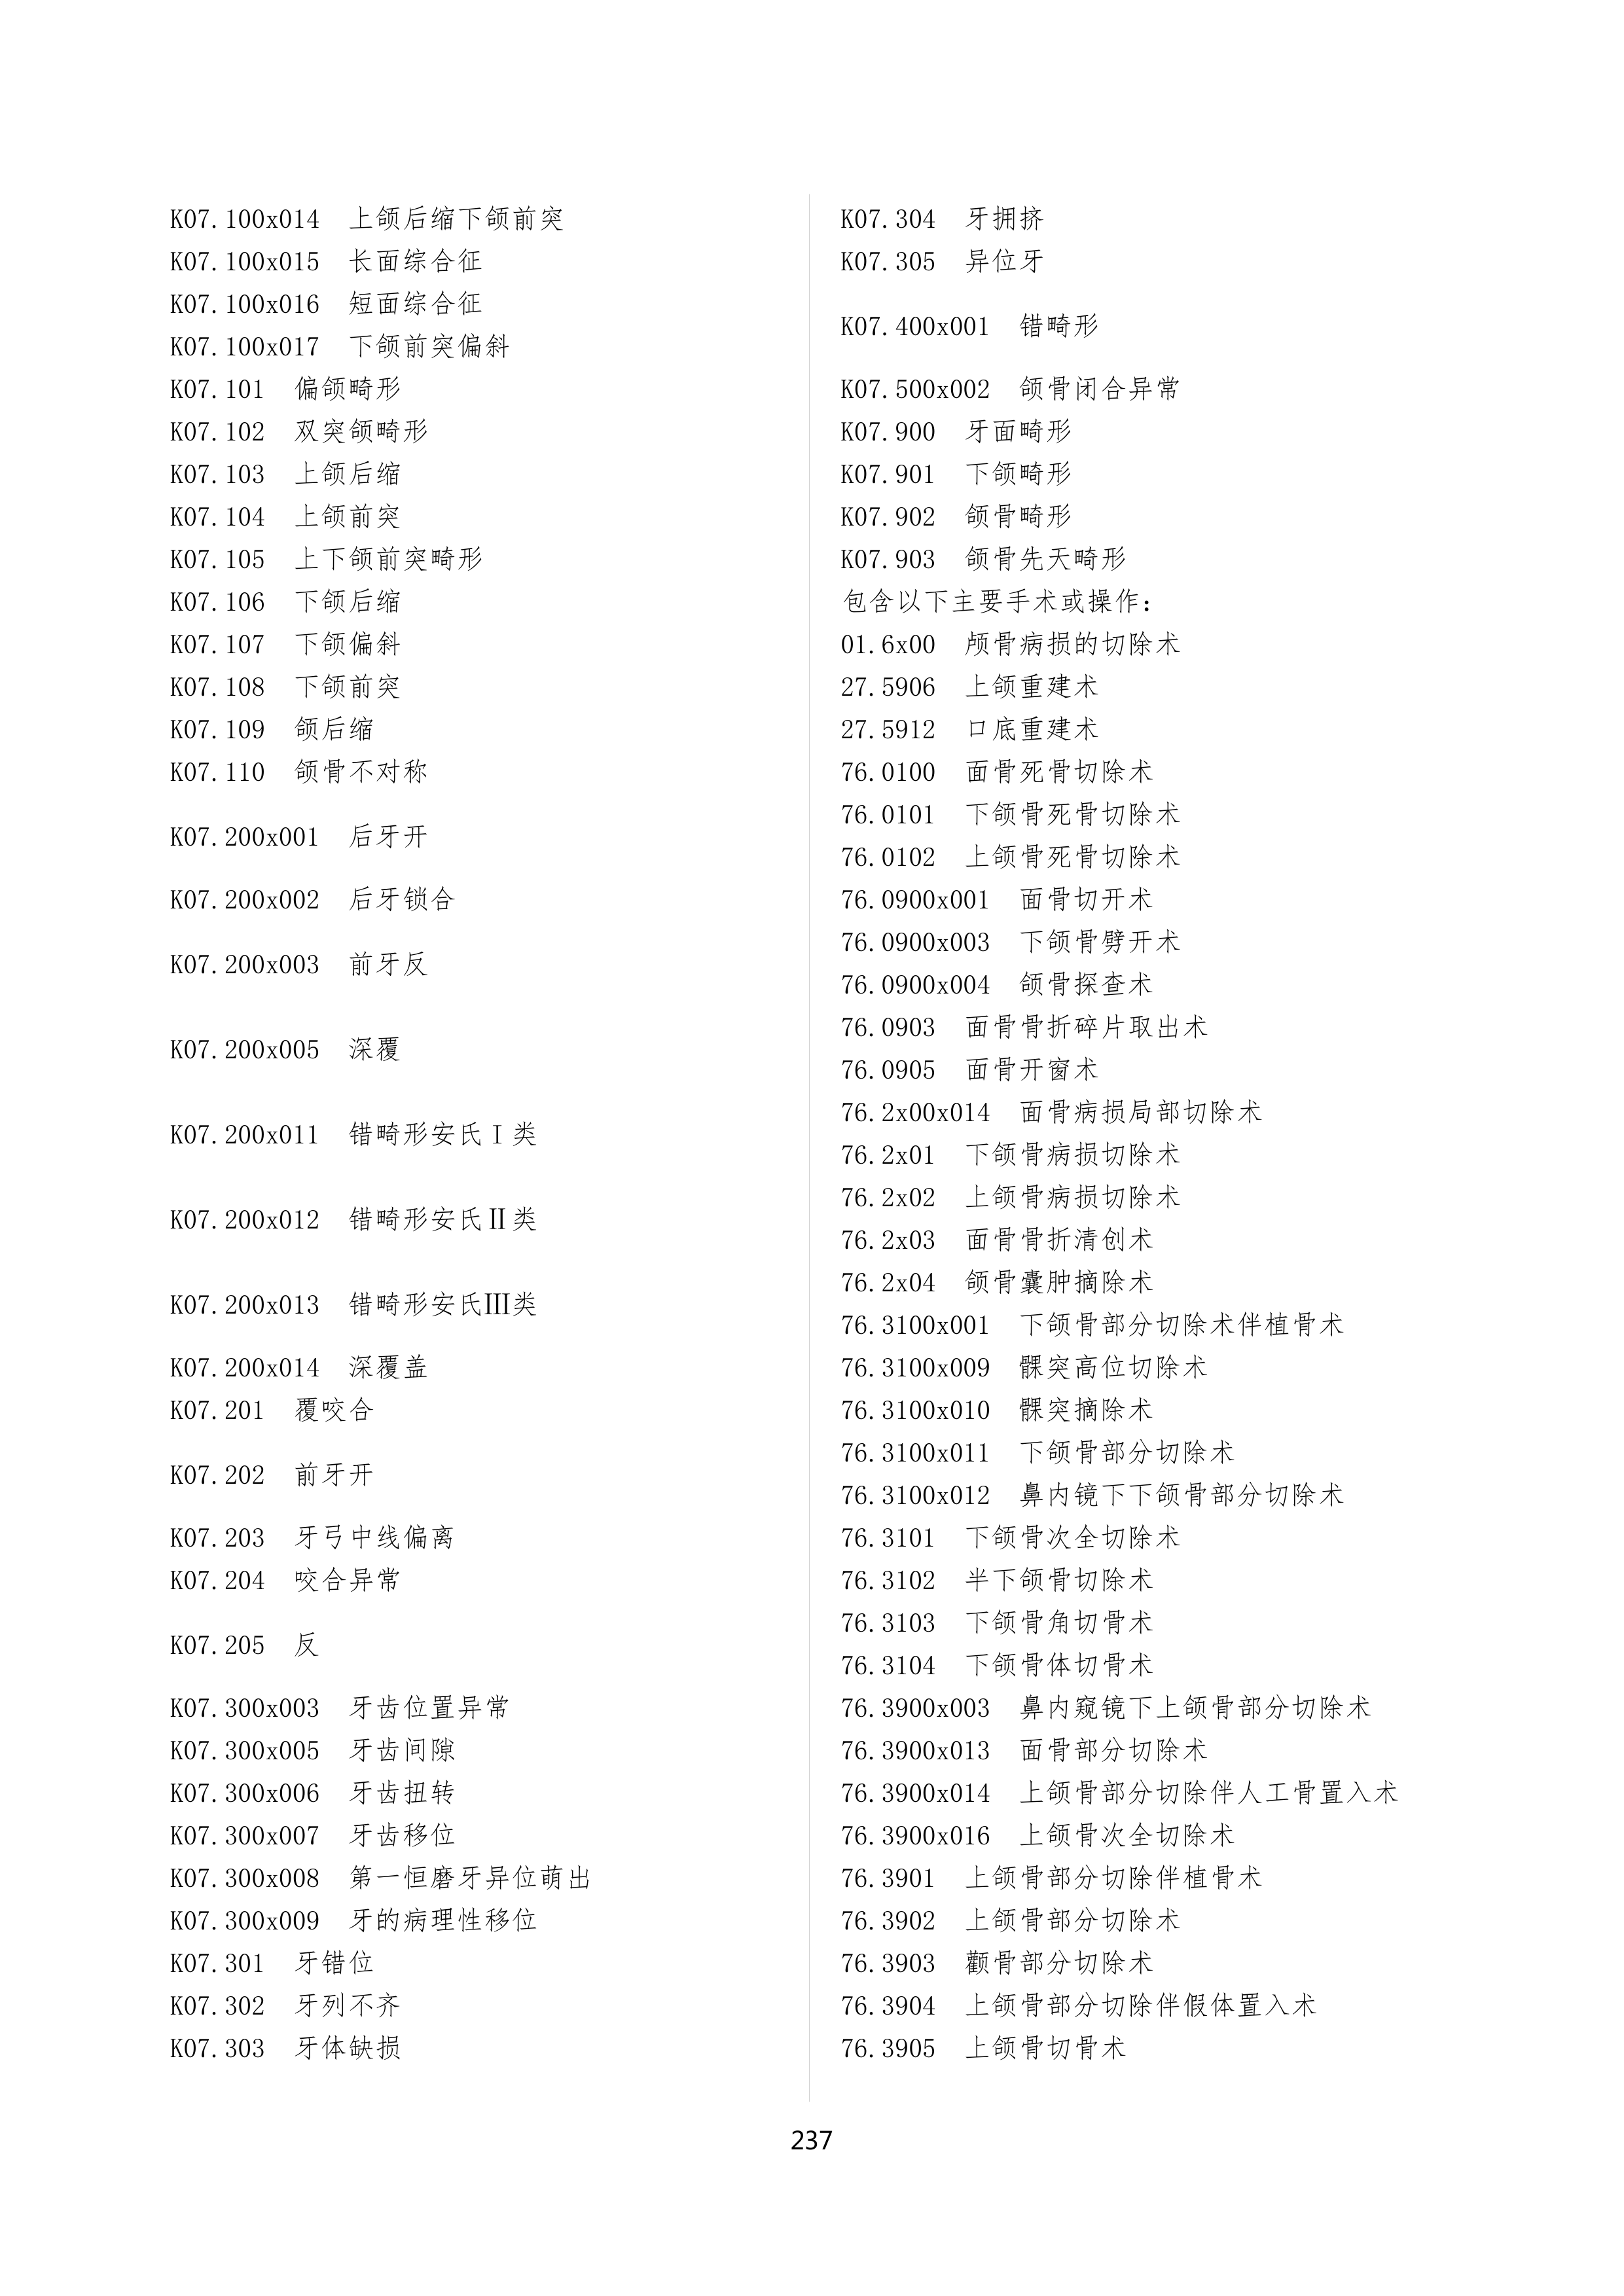 K07.100x014 上颌后缩下颌前突
K07.100x015 长面综合征
K07.100x016 短面综合征
K07.100x017 下颌前突偏斜
K07.101 偏颌畸形
K07.102 双突颌畸形
K07.103 上颌后缩
K07.104 上颌前突
K07.105 上下颌前突畸形
K07.106 下颌后缩
K07.107 下颌偏斜
K07.108 下颌前突
K07.109 颌后缩
K07.110 颌骨不对称
K07.200x001 后牙开
K07.200x002 后牙锁合
K07.200x003 前牙反
K07.200x005 深覆
K07.200x011 错畸形安氏Ⅰ类
K07.200x012 错畸形安氏Ⅱ类
K07.200x013 错畸形安氏Ⅲ类
K07.200x014 深覆盖
K07.201 覆咬合
K07.202 前牙开
K07.203 牙弓中线偏离
K07.204 咬合异常
K07.205 反
K07.300x003 牙齿位置异常
K07.300x005 牙齿间隙
K07.300x006 牙齿扭转
K07.300x007 牙齿移位
K07.300x008 第一恒磨牙异位萌出
K07.300x009 牙的病理性移位
K07.301 牙错位
K07.302 牙列不齐
K07.303 牙体缺损
K07.304 牙拥挤
K07.305 异位牙
K07.400x001 错畸形
K07.500x002 颌骨闭合异常
K07.900 牙面畸形
K07.901 下颌畸形
K07.902 颌骨畸形
K07.903 颌骨先天畸形
包含以下主要手术或操作：
01.6x00 颅骨病损的切除术
27.5906 上颌重建术
27.5912 口底重建术
76.0100 面骨死骨切除术
76.0101 下颌骨死骨切除术
76.0102 上颌骨死骨切除术
76.0900x001 面骨切开术
76.0900x003 下颌骨劈开术
76.0900x004 颌骨探查术
76.0903 面骨骨折碎片取出术
76.0905 面骨开窗术
76.2x00x014 面骨病损局部切除术
76.2x01 下颌骨病损切除术
76.2x02 上颌骨病损切除术
76.2x03 面骨骨折清创术
76.2x04 颌骨囊肿摘除术
76.3100x001 下颌骨部分切除术伴植骨术
76.3100x009 髁突高位切除术
76.3100x010 髁突摘除术
76.3100x011 下颌骨部分切除术
76.3100x012 鼻内镜下下颌骨部分切除术
76.3101 下颌骨次全切除术
76.3102 半下颌骨切除术
76.3103 下颌骨角切骨术
76.3104 下颌骨体切骨术
76.3900x003 鼻内窥镜下上颌骨部分切除术
76.3900x013 面骨部分切除术
76.3900x014 上颌骨部分切除伴人工骨置入术
76.3900x016 上颌骨次全切除术
76.3901 上颌骨部分切除伴植骨术
76.3902 上颌骨部分切除术
76.3903 颧骨部分切除术
76.3904 上颌骨部分切除伴假体置入术
76.3905 上颌骨切骨术
237